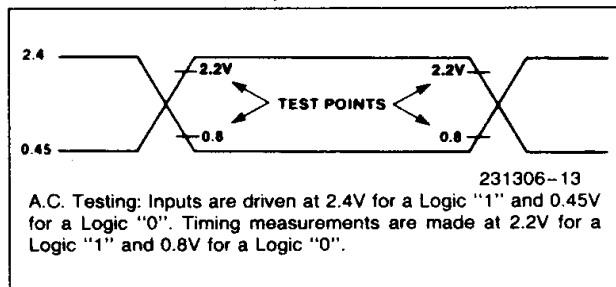 2.4
2.2V
2.2V
TEST POINTS
0.8
0.8
0.45
231306–13
A.C. Testing: Inputs are driven at 2.4V for a Logic "1" and 0.45V
for a Logic "0". Timing measurements are made at 2.2V for a
Logic "1" and 0.8V for a Logic "0".